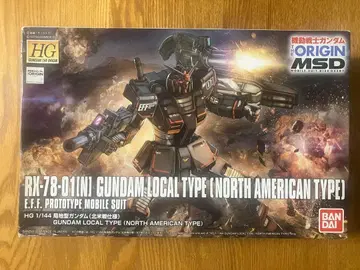 HG
機動戦士ガンダム
THE ORIGIN
MSD
RX-78-01[N] GUNDAM LOCAL TYPE (NORTH AMERICAN TYPE)
E.F.F. PROTOTYPE MOBILE SUIT
HG 1/144 局地型ガンダム(北米戦仕様)
GUNDAM LOCAL TYPE (NORTH AMERICAN TYPE)
BAN
DAI